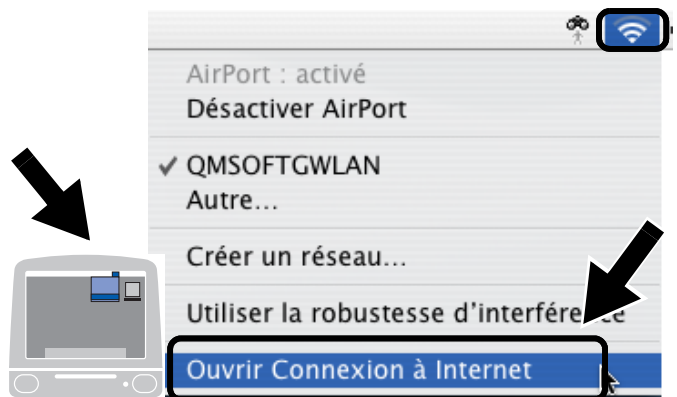 AirPort : activé
Désactiver AirPort
QMSOFTGWLAN
Autre...
Créer un réseau...
Utiliser la robustesse d'interférence
Ouvrir Connexion à Internet